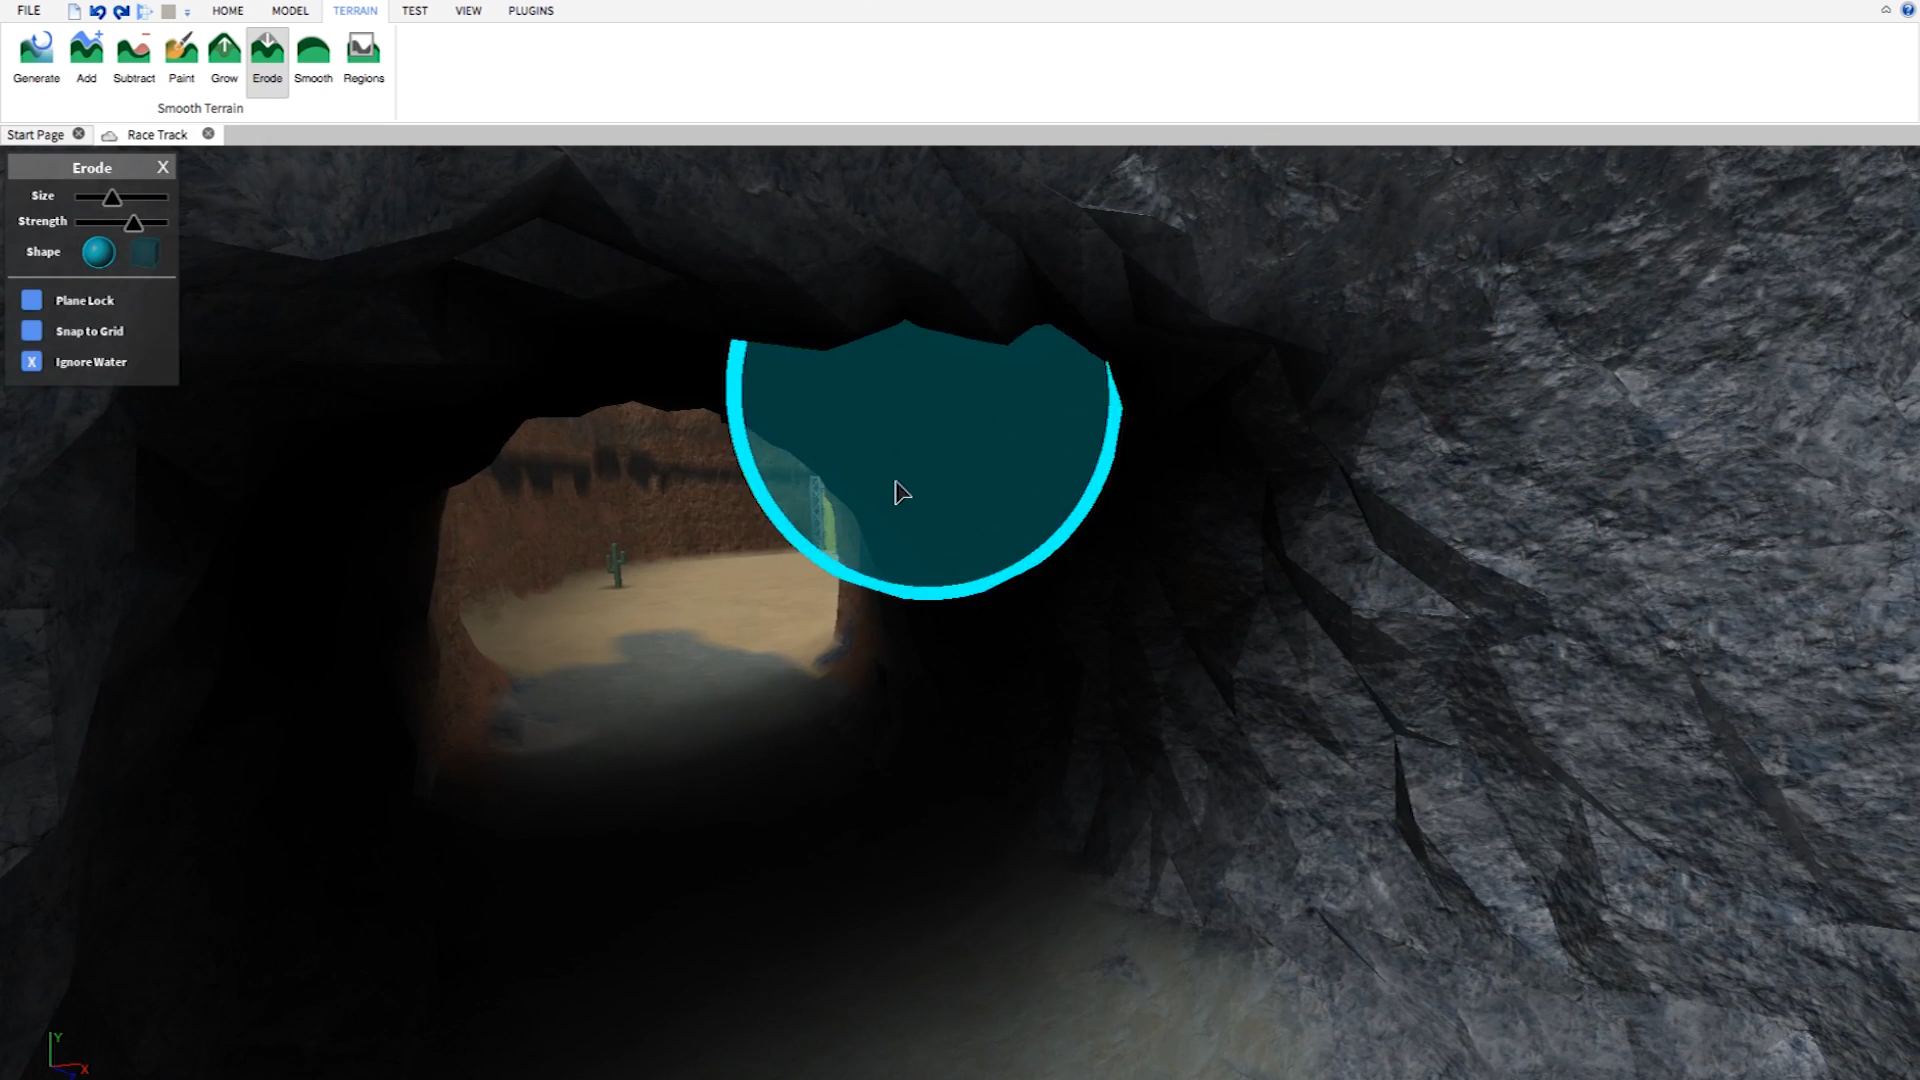 FILE HOME MODEL TERRAIN TEST VIEW PLUGINS
Generate Add Subtract Paint Grow Erode Smooth Regions
Smooth Terrain
Start Page Race Track
Erode X
Size
Strength
Shape
Plane Lock
Snap to Grid
X Ignore Water
Y
X